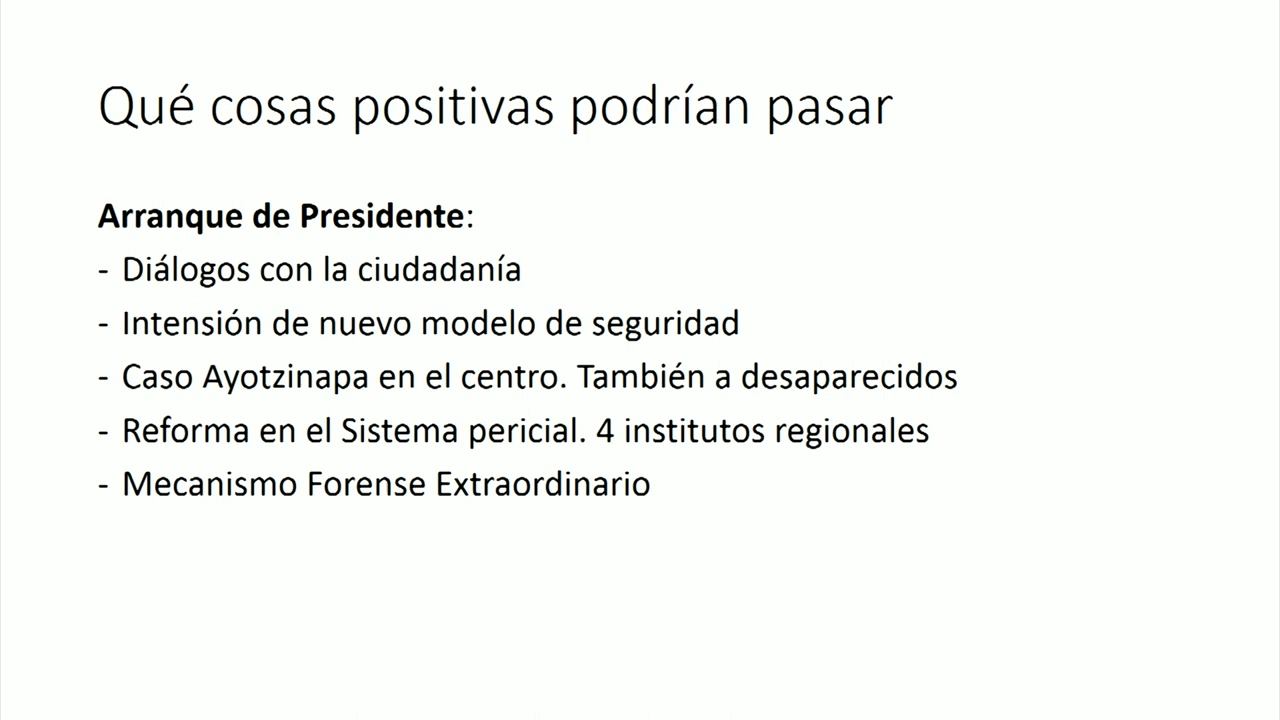 Qué cosas positivas podrían pasar
Arranque de Presidente:
- Diálogos con la ciudadanía
- Intensión de nuevo modelo de seguridad
- Caso Ayotzinapa en el centro. También a desaparecidos
- Reforma en el Sistema pericial. 4 institutos regionales
- Mecanismo Forense Extraordinario